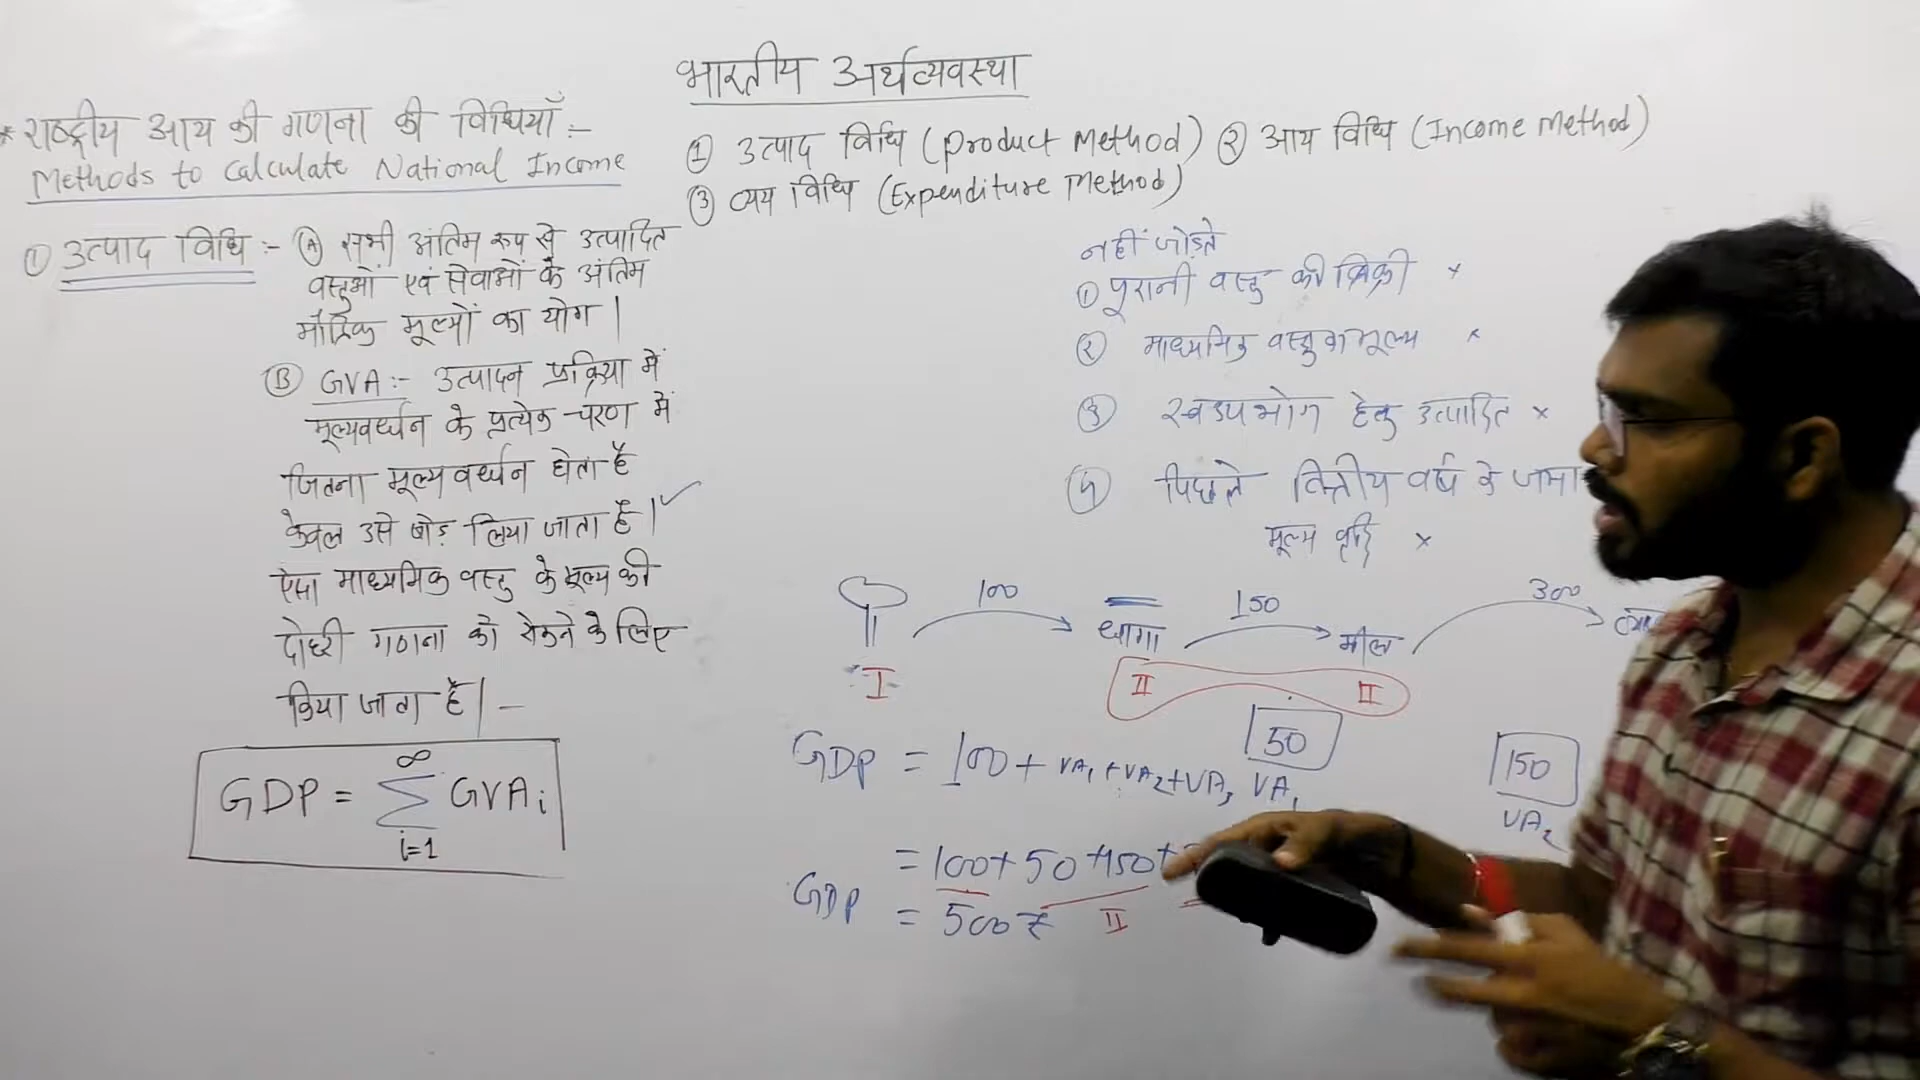 भारतीय अर्थव्यवस्था
* राष्ट्रीय आय की गणना की विधियाँ :-
Methods to Calculate National Income
① उत्पाद विधि (Product Method) ② आय विधि (Income Method)
③ व्यय विधि (Expenditure Method)
① उत्पाद विधि :- Ⓐ सभी अंतिम रूप से उत्पादित
वस्तुओं एवं सेवाओं के अंतिम
मौद्रिक मूल्यों का योग |
Ⓑ GVA :- उत्पादन प्रक्रिया में
मूल्यवर्धन के प्रत्येक चरण में
जितना मूल्य वर्धन होता है
केवल उसे जोड़ लिया जाता है | ✓
ऐसा माध्यमिक वस्तु के मूल्य की
दोहरी गणना को रोकने के लिए
किया जाता है | —
GDP = ∞ Σ i=1 GVA i
नहीं जोड़ते
① पुरानी वस्तु की बिक्री ×
② माध्यमिक वस्तु का मूल्य ×
③ स्वउपभोग हेतु उत्पादित ×
④ पिछले वित्तीय वर्ष के जमा
मूल्य वृद्धि ×
100 150 300
धागा मील
I II II
50 150
GDP = 100 + VA₁ + VA₂ + VA₃ VA₁ VA₂
= 100 + 50 + 150 +
GDP = 500 ₹ II